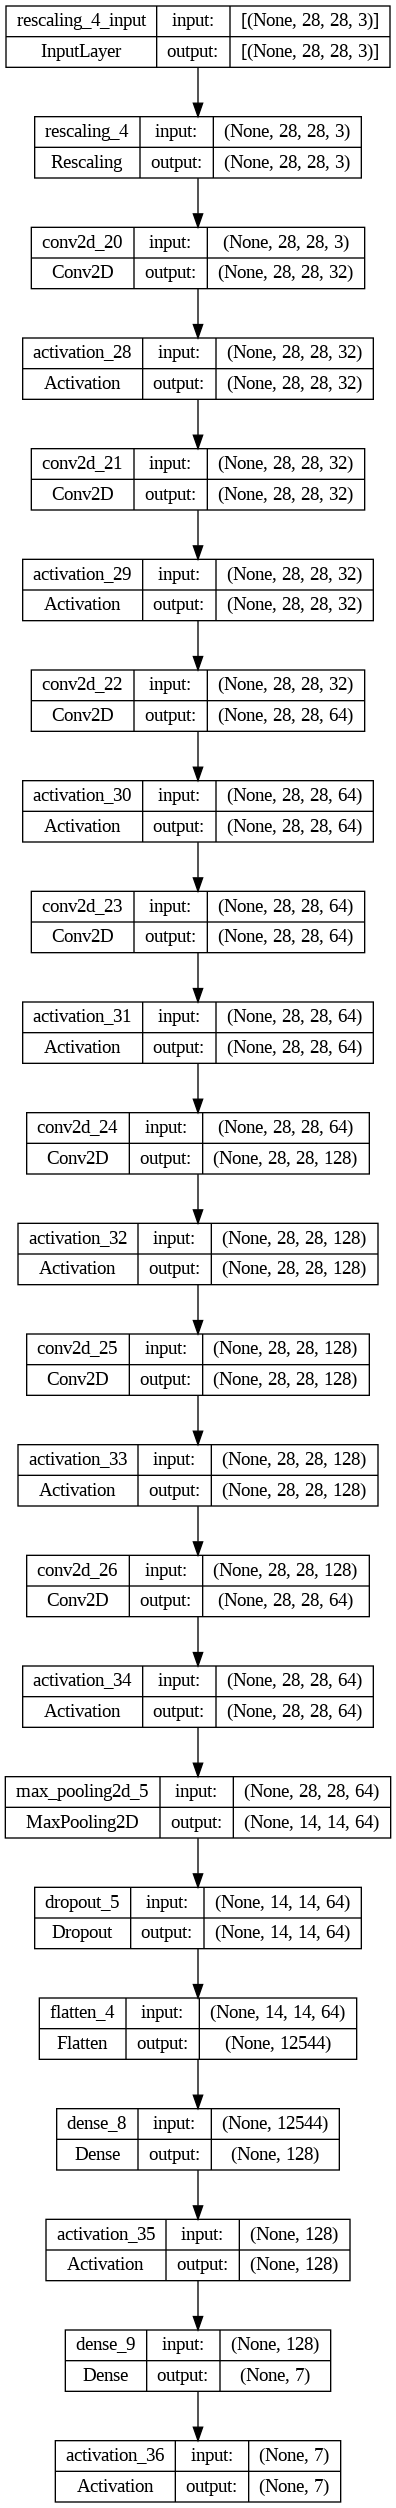 rescaling_4_input input: [(None, 28, 28, 3)]
InputLayer output: [(None, 28, 28, 3)]
rescaling_4 input: (None, 28, 28, 3)
Rescaling output: (None, 28, 28, 3)
conv2d_20 input: (None, 28, 28, 3)
Conv2D output: (None, 28, 28, 32)
activation_28 input: (None, 28, 28, 32)
Activation output: (None, 28, 28, 32)
conv2d_21 input: (None, 28, 28, 32)
Conv2D output: (None, 28, 28, 32)
activation_29 input: (None, 28, 28, 32)
Activation output: (None, 28, 28, 32)
conv2d_22 input: (None, 28, 28, 32)
Conv2D output: (None, 28, 28, 64)
activation_30 input: (None, 28, 28, 64)
Activation output: (None, 28, 28, 64)
conv2d_23 input: (None, 28, 28, 64)
Conv2D output: (None, 28, 28, 64)
activation_31 input: (None, 28, 28, 64)
Activation output: (None, 28, 28, 64)
conv2d_24 input: (None, 28, 28, 64)
Conv2D output: (None, 28, 28, 128)
activation_32 input: (None, 28, 28, 128)
Activation output: (None, 28, 28, 128)
conv2d_25 input: (None, 28, 28, 128)
Conv2D output: (None, 28, 28, 128)
activation_33 input: (None, 28, 28, 128)
Activation output: (None, 28, 28, 128)
conv2d_26 input: (None, 28, 28, 128)
Conv2D output: (None, 28, 28, 64)
activation_34 input: (None, 28, 28, 64)
Activation output: (None, 28, 28, 64)
max_pooling2d_5 input: (None, 28, 28, 64)
MaxPooling2D output: (None, 14, 14, 64)
dropout_5 input: (None, 14, 14, 64)
Dropout output: (None, 14, 14, 64)
flatten_4 input: (None, 14, 14, 64)
Flatten output: (None, 12544)
dense_8 input: (None, 12544)
Dense output: (None, 128)
activation_35 input: (None, 128)
Activation output: (None, 128)
dense_9 input: (None, 128)
Dense output: (None, 7)
activation_36 input: (None, 7)
Activation output: (None, 7)